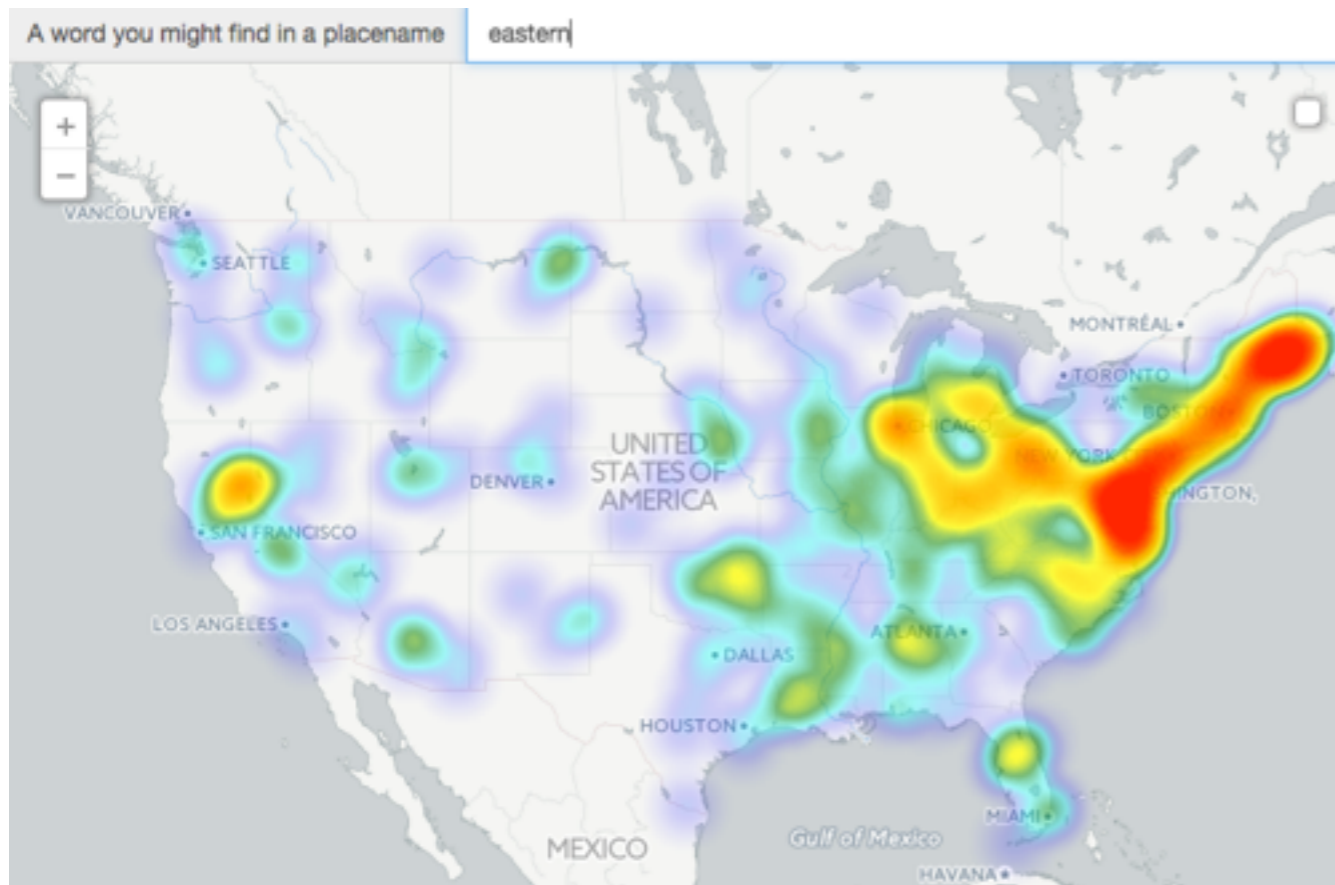 A word you might find in a placename
eastern
+
−
VANCOUVER
SEATTLE
MONTRÉAL
TORONTO
BOSTON
CHICAGO
NEW YORK
UNITED
STATES OF
AMERICA
DENVER
INGTON,
SAN FRANCISCO
LOS ANGELES
ATLANTA
DALLAS
HOUSTON
MIAMI
Gulf of Mexico
MEXICO
HAVANA